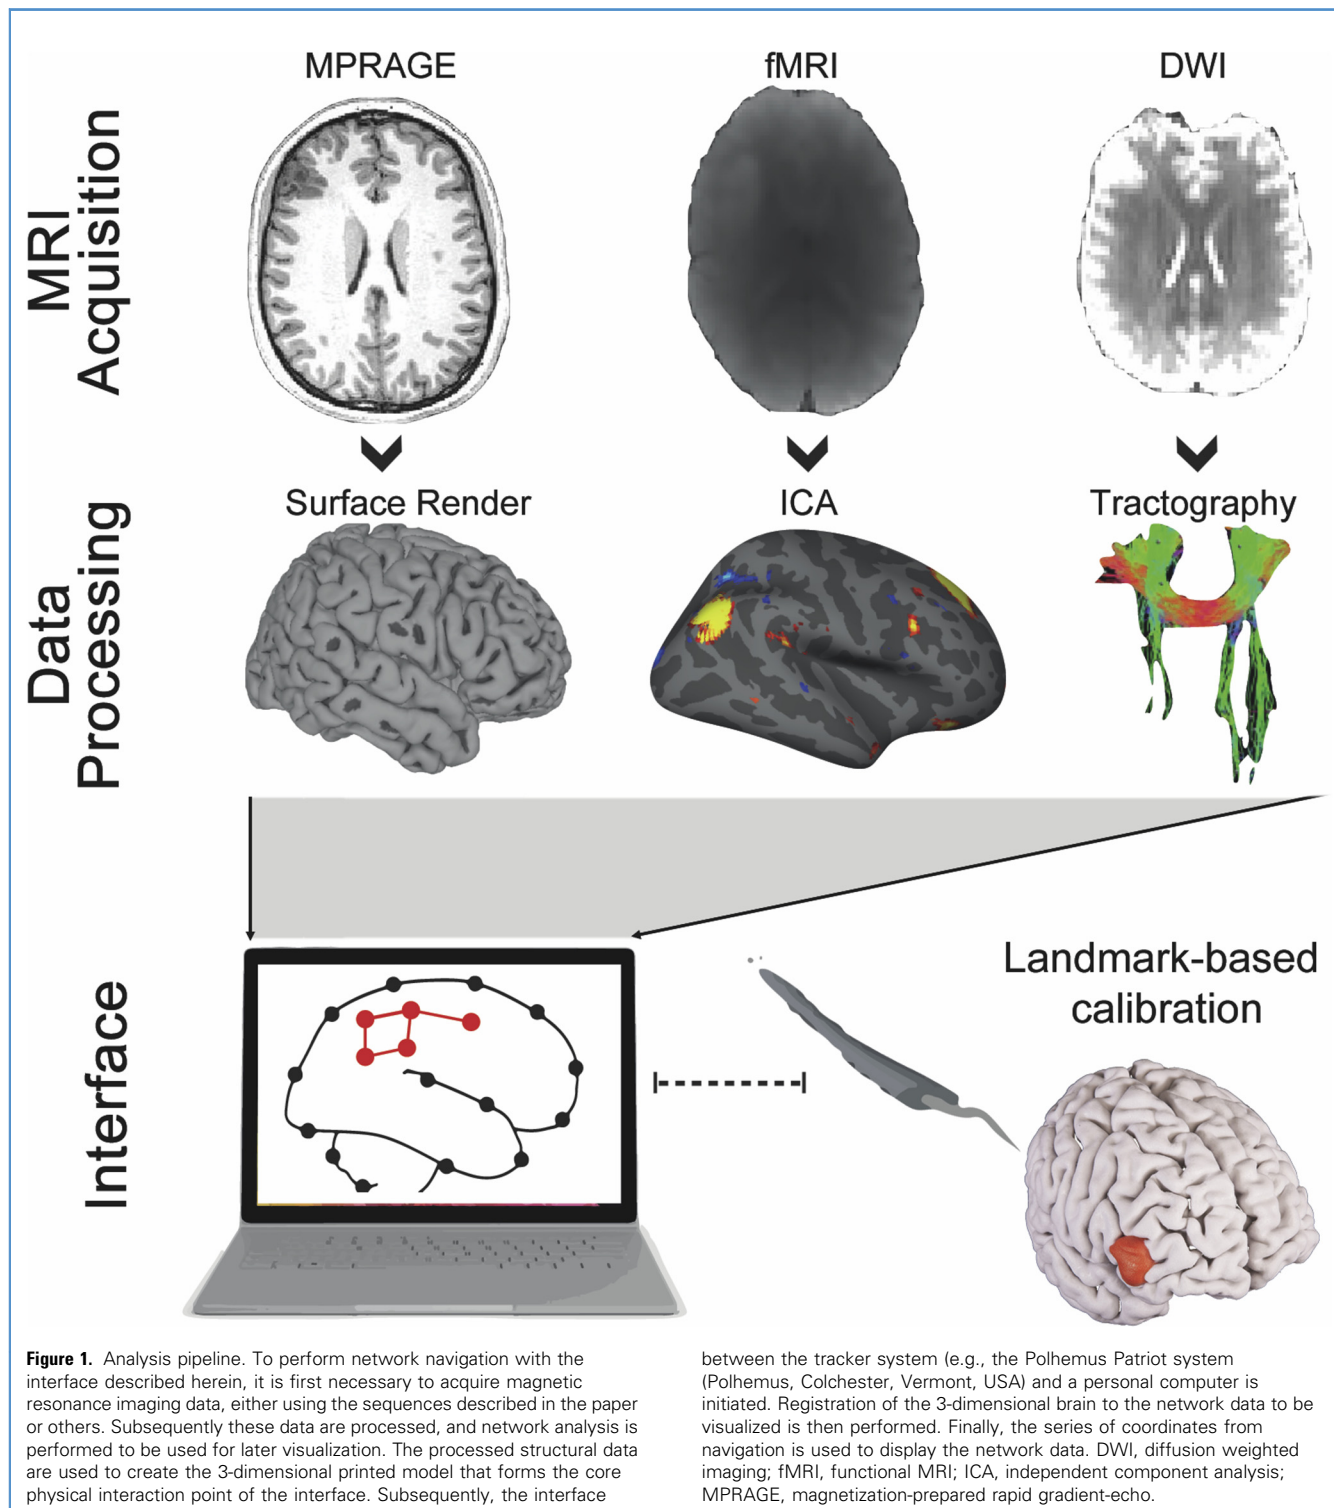 MPRAGE
fMRI
DWI
MRI
Acquisition
Surface Render
ICA
Tractography
Data
Processing
Landmark-based
calibration
Interface
Figure 1. Analysis pipeline. To perform network navigation with the
interface described herein, it is first necessary to acquire magnetic
resonance imaging data, either using the sequences described in the paper
or others. Subsequently these data are processed, and network analysis is
performed to be used for later visualization. The processed structural data
are used to create the 3-dimensional printed model that forms the core
physical interaction point of the interface. Subsequently, the interface
between the tracker system (e.g., the Polhemus Patriot system
(Polhemus, Colchester, Vermont, USA) and a personal computer is
initiated. Registration of the 3-dimensional brain to the network data to be
visualized is then performed. Finally, the series of coordinates from
navigation is used to display the network data. DWI, diffusion weighted
imaging; fMRI, functional MRI; ICA, independent component analysis;
MPRAGE, magnetization-prepared rapid gradient-echo.